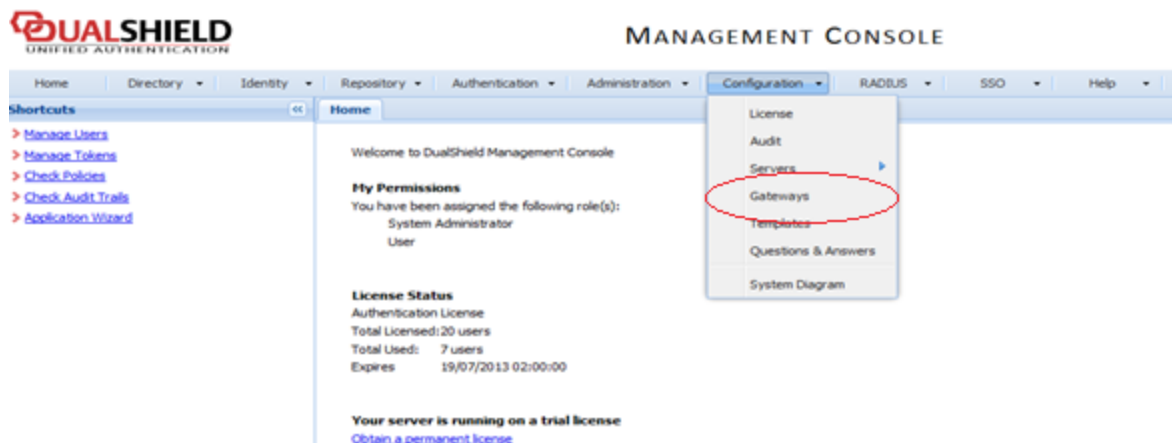 DUALSHIELD
UNIFIED AUTHENTICATION
MANAGEMENT CONSOLE
Home Directory Identity Repository Authentication Administration Configuration RADIUS SSO Help
Shortcuts
Manage Users
Manage Tokens
Check Policies
Check Audit Trails
Application Wizard
Home
Welcome to DualShield Management Console
My Permissions
You have been assigned the following role(s):
System Administrator
User
License Status
Authentication License
Total Licensed:20 users
Total Used: 7 users
Expires 19/07/2013 02:00:00
Your server is running on a trial license
Obtain a permanent license
License
Audit
Servers
Gateways
Templates
Questions & Answers
System Diagram